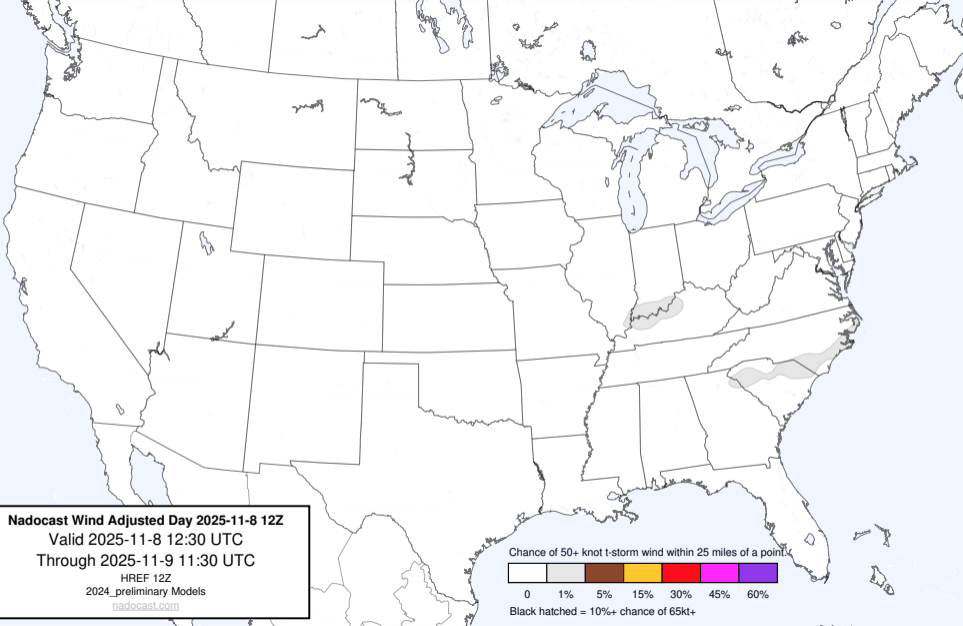 Nadocast Wind Adjusted Day 2025-11-8 12Z
Valid 2025-11-8 12:30 UTC
Through 2025-11-9 11:30 UTC
HREF 12Z
2024_preliminary Models
nadocast.com
Chance of 50+ knot t-storm wind within 25 miles of a point.
0 1% 5% 15% 30% 45% 60%
Black hatched = 10%+ chance of 65kt+